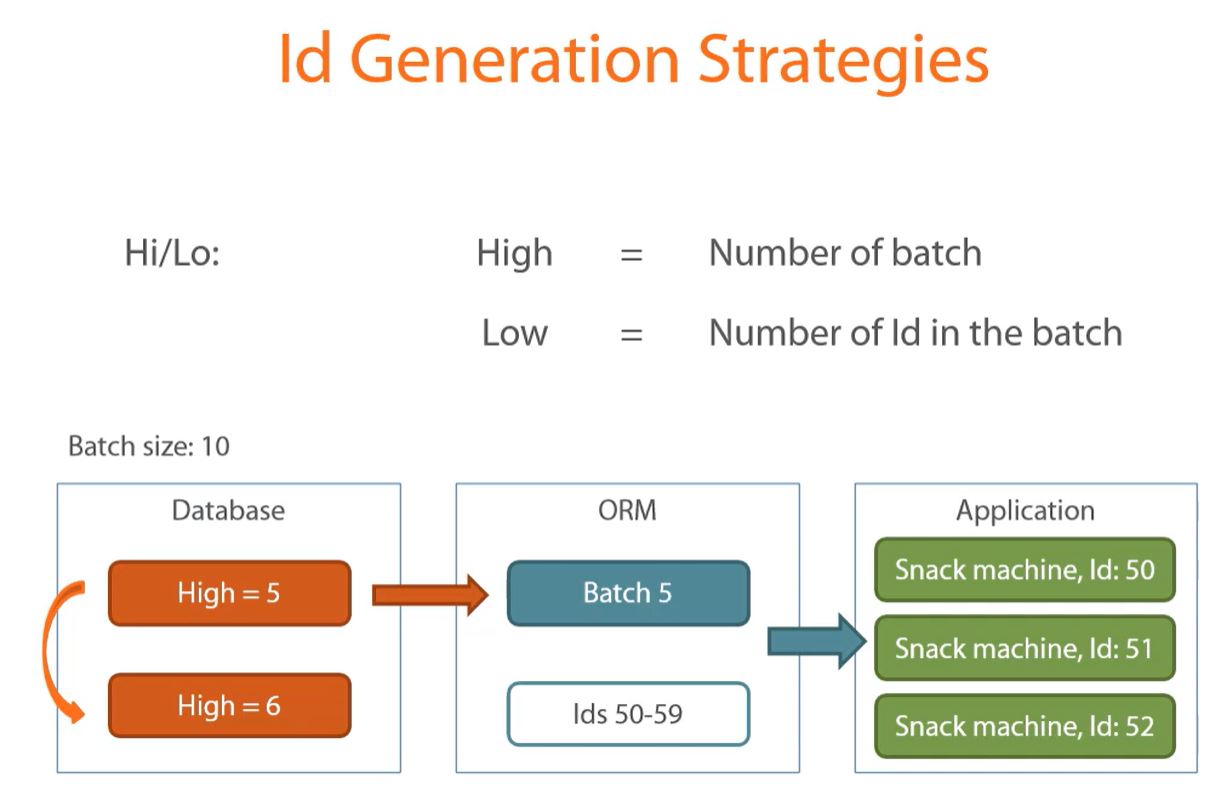 Id Generation Strategies
Hi/Lo: High = Number of batch
Low = Number of Id in the batch
Batch size: 10
Database
High = 5
High = 6
ORM
Batch 5
Ids 50-59
Application
Snack machine, Id: 50
Snack machine, Id: 51
Snack machine, Id: 52